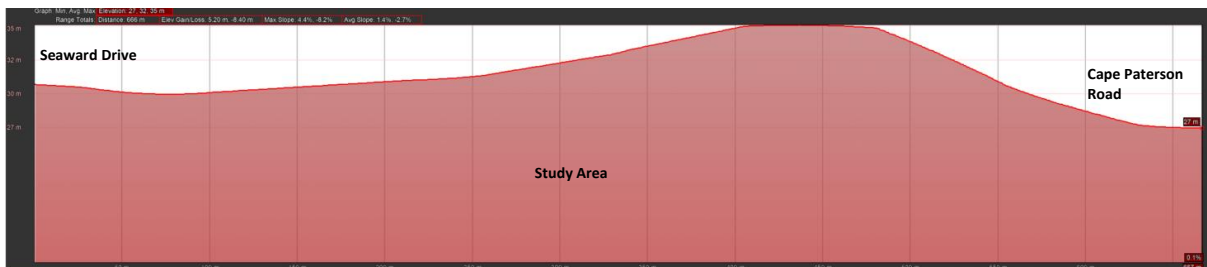 Graph: Min, Avg, Max Elevation: 27, 32, 35 m
Range Totals: Distance: 666 m Elev Gain/Loss: 5.20 m, -8.40 m Max Slope: 4.4%, -8.2% Avg Slope: 1.4%, -2.7%
35 m
Seaward Drive
32 m
Cape Paterson
Road
30 m
27 m
27 m
Study Area
0.1%